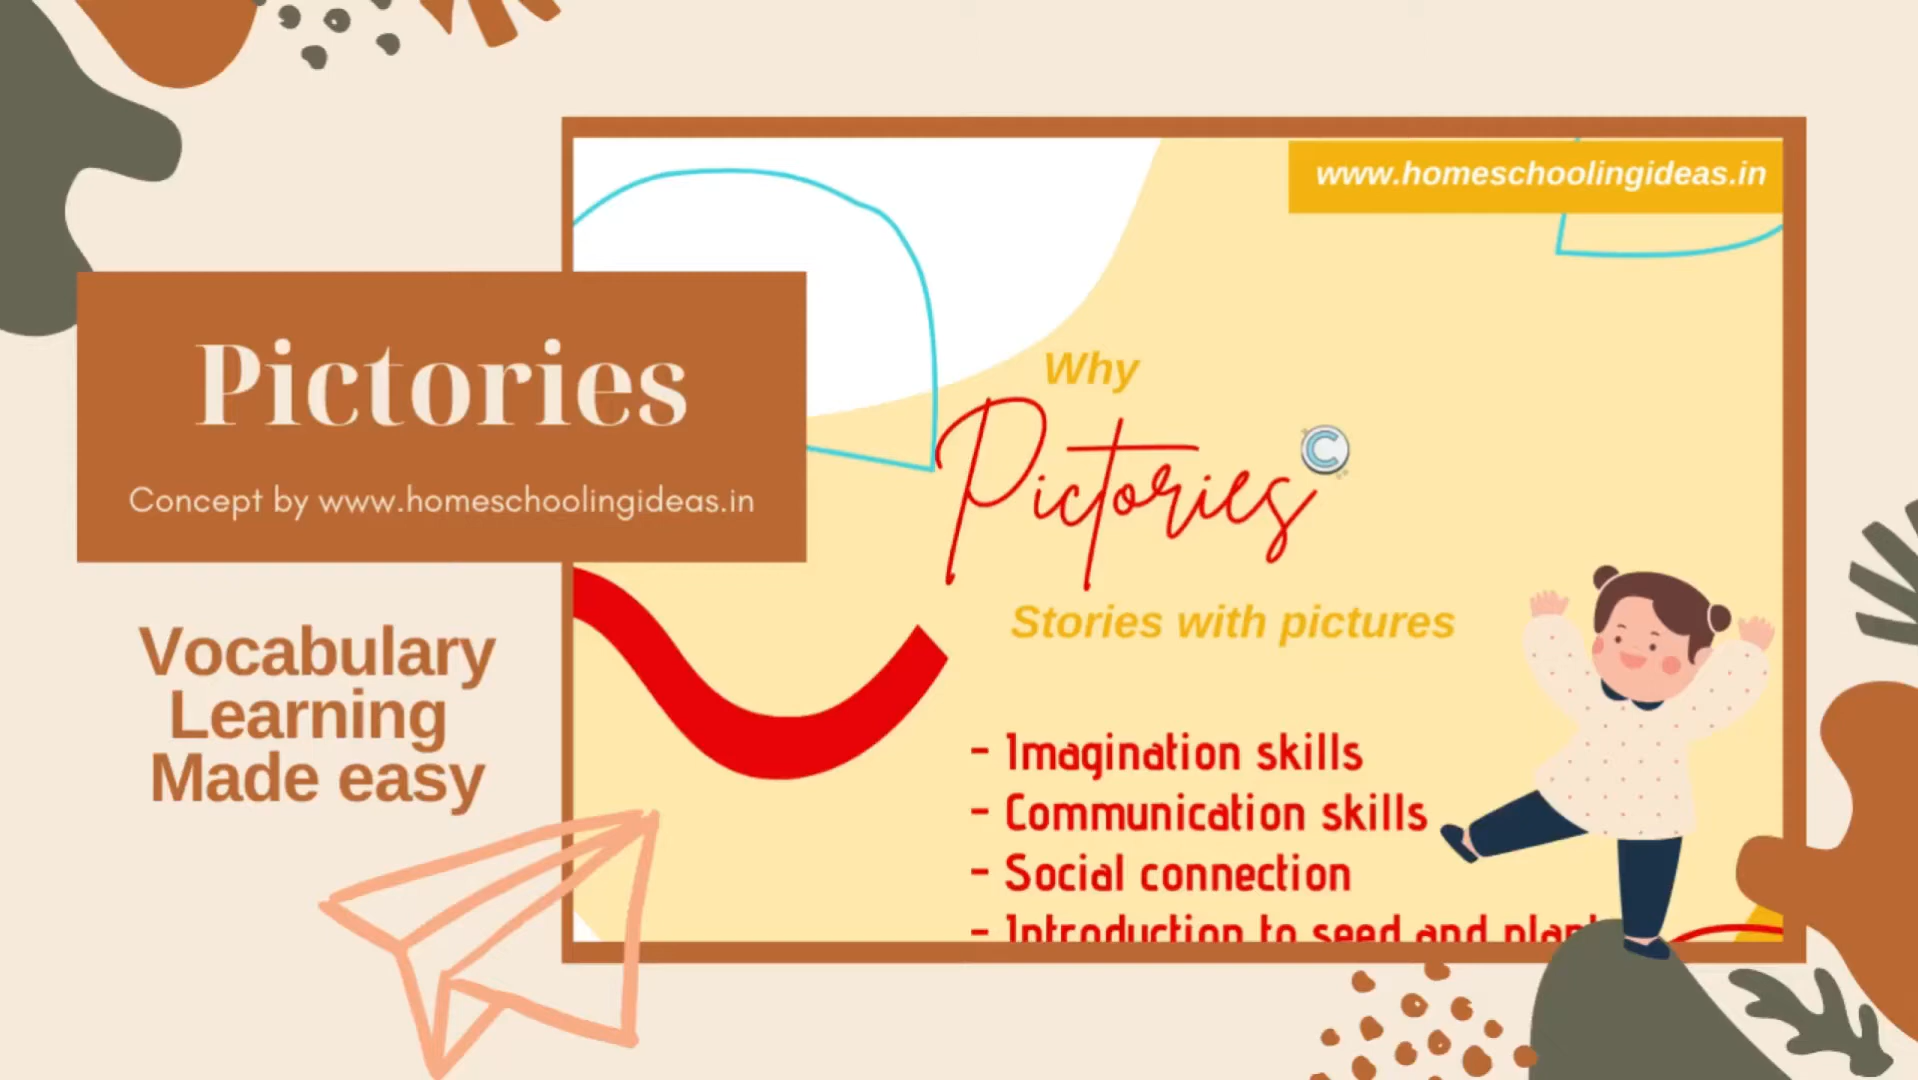 www.homeschoolingideas.in
Pictories
Concept by www.homeschoolingideas.in
Vocabulary
Learning
Made easy
Why
Pictories
Stories with pictures
- Imagination skills
- Communication skills
- Social connection
- Introduction to seed and plant